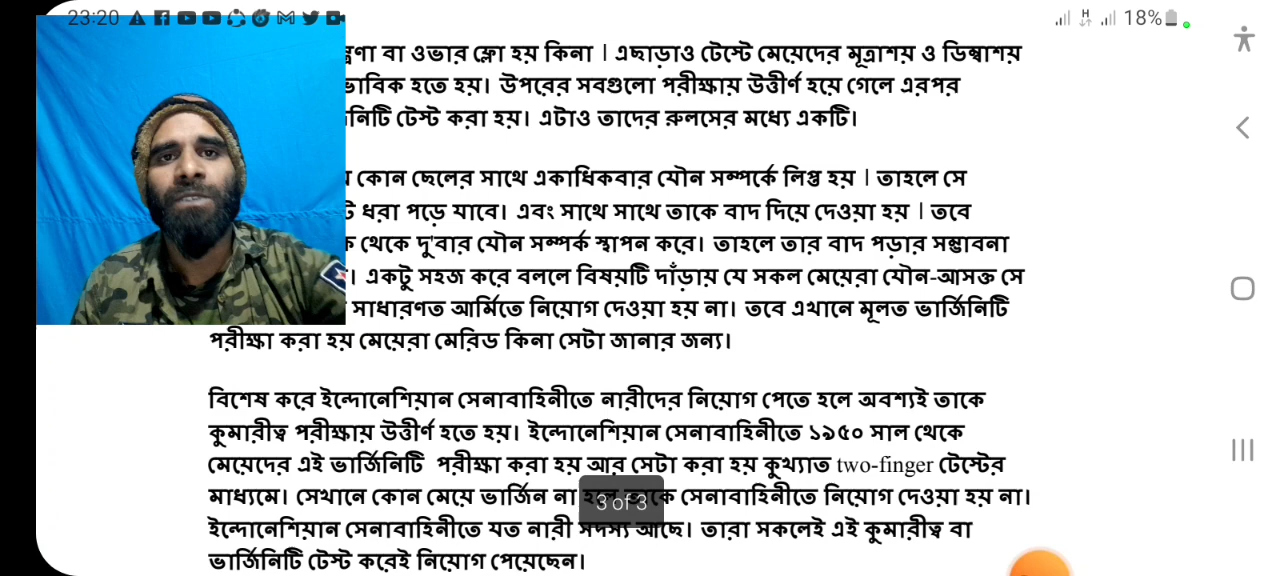 23:20
18%
ন্ত্রণা বা ওভার ফ্লো হয় কিনা । এছাড়াও টেস্টে মেয়েদের মূত্রাশয় ও ডিম্বাশয়
ভাবিক হতে হয়। উপরের সবগুলো পরীক্ষায় উত্তীর্ণ হয়ে গেলে এরপর
নিটি টেস্ট করা হয়। এটাও তাদের রুলসের মধ্যে একটি।
কোন ছেলের সাথে একাধিকবার যৌন সম্পর্কে লিপ্ত হয় । তাহলে সে
ধরা পড়ে যাবে। এবং সাথে সাথে তাকে বাদ দিয়ে দেওয়া হয় । তবে
ক থেকে দু'বার যৌন সম্পর্ক স্থাপন করে। তাহলে তার বাদ পড়ার সম্ভাবনা
। একটু সহজ করে বললে বিষয়টি দাঁড়ায় যে সকল মেয়েরা যৌন-আসক্ত সে
সাধারণত আর্মিতে নিয়োগ দেওয়া হয় না। তবে এখানে মূলত ভার্জিনিটি
পরীক্ষা করা হয় মেয়েরা মেরিড কিনা সেটা জানার জন্য।
বিশেষ করে ইন্দোনেশিয়ান সেনাবাহিনীতে নারীদের নিয়োগ পেতে হলে অবশ্যই তাকে
কুমারীত্ব পরীক্ষায় উত্তীর্ণ হতে হয়। ইন্দোনেশিয়ান সেনাবাহিনীতে ১৯৫০ সাল থেকে
মেয়েদের এই ভার্জিনিটি পরীক্ষা করা হয় আর সেটা করা হয় কুখ্যাত two-finger টেস্টের
মাধ্যমে। সেখানে কোন মেয়ে ভার্জিন না হলে তাকে সেনাবাহিনীতে নিয়োগ দেওয়া হয় না।
3 of 3
ইন্দোনেশিয়ান সেনাবাহিনীতে যত নারী সদস্য আছে। তারা সকলেই এই কুমারীত্ব বা
ভার্জিনিটি টেস্ট করেই নিয়োগ পেয়েছেন।